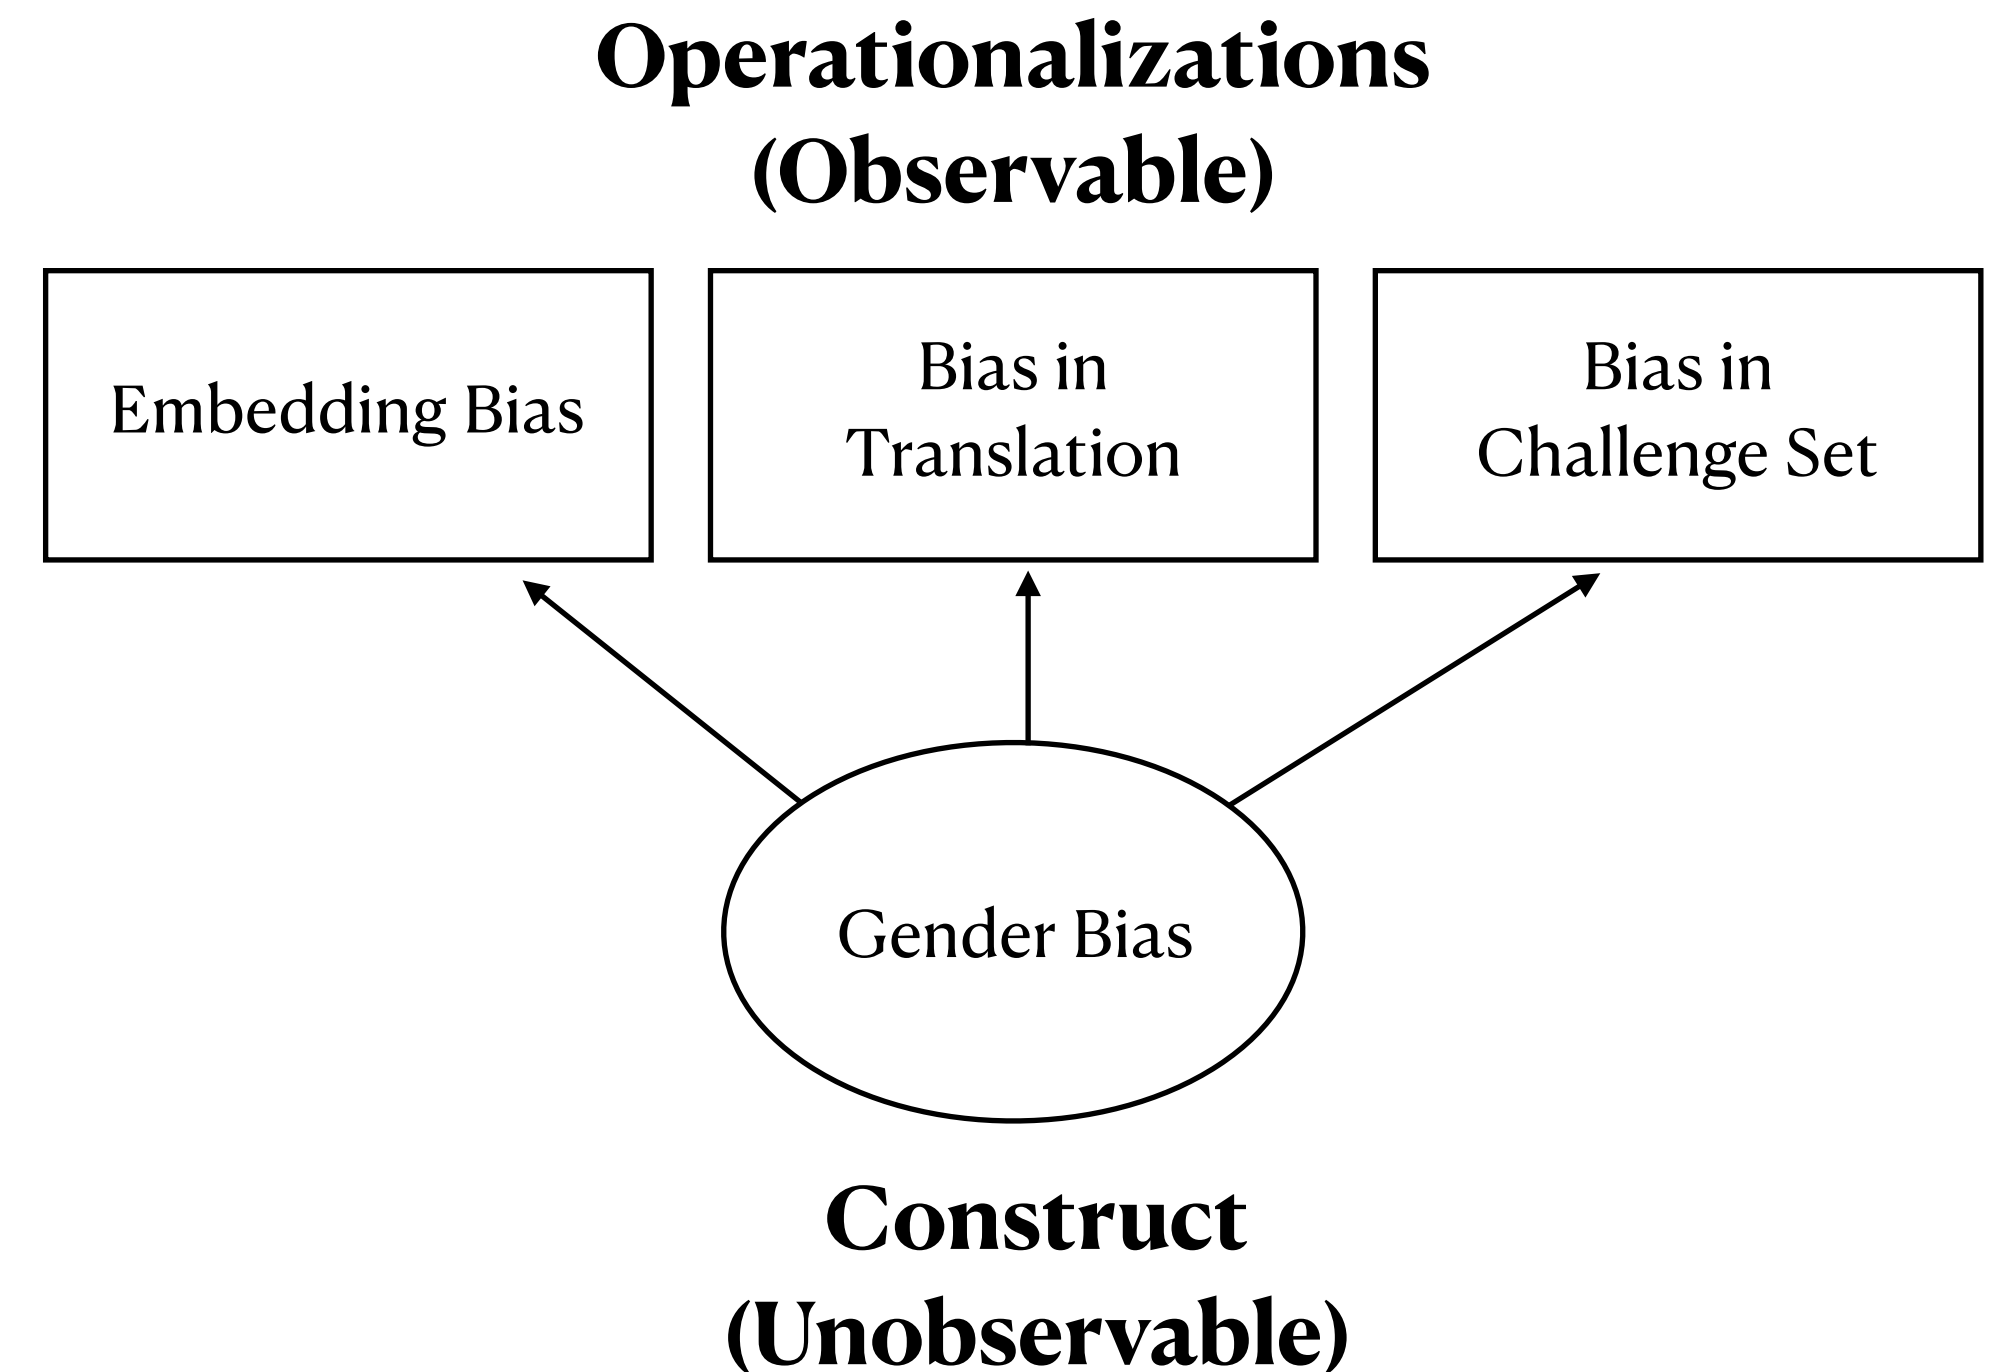 Operationalizations
(Observable)
Embedding Bias
Bias in
Translation
Bias in
Challenge Set
Gender Bias
Construct
(Unobservable)